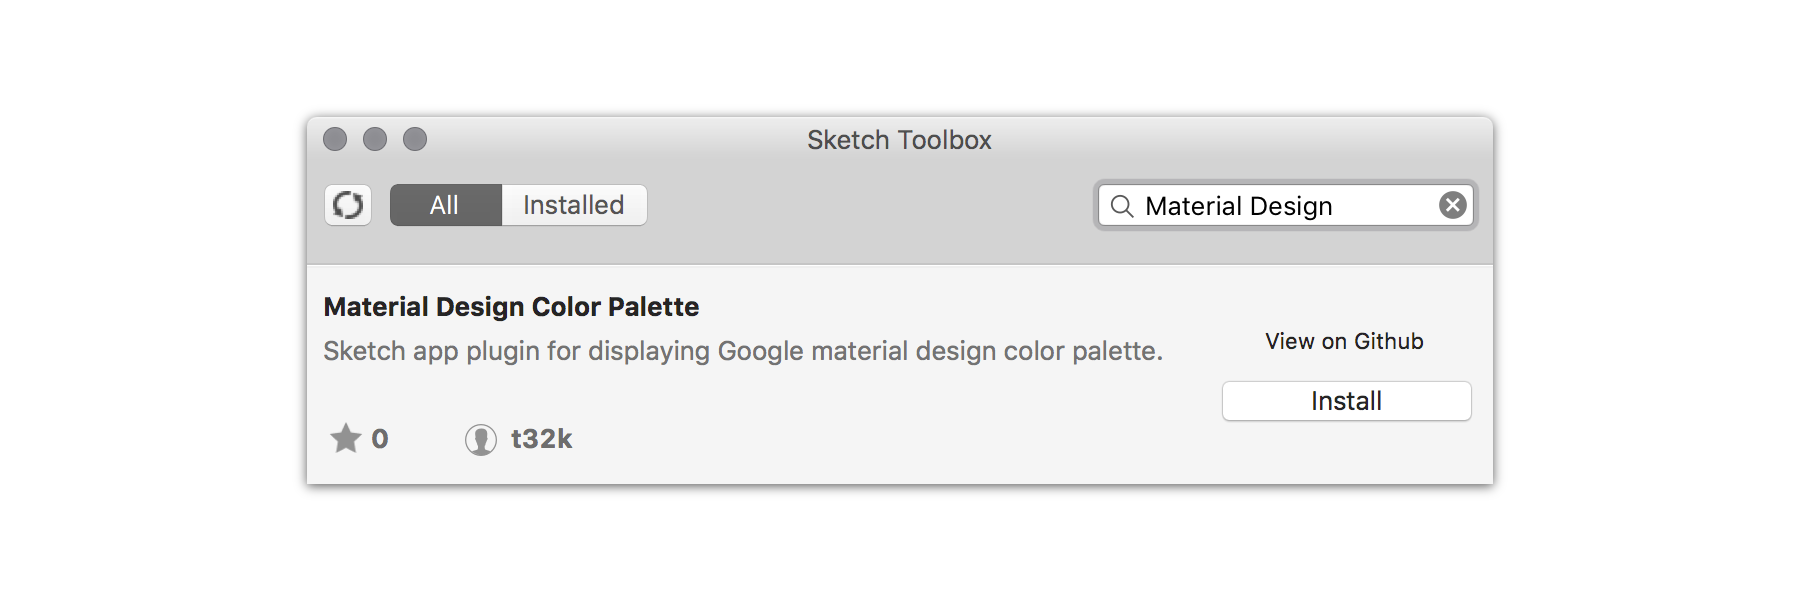 Sketch Toolbox
All
Installed
Material Design
Material Design Color Palette
Sketch app plugin for displaying Google material design color palette.
View on Github
Install
0
t32k